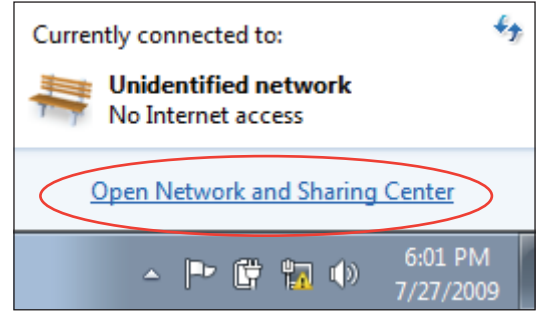 Currently connected to:
Unidentified network
No Internet access
Open Network and Sharing Center
6:01 PM
7/27/2009